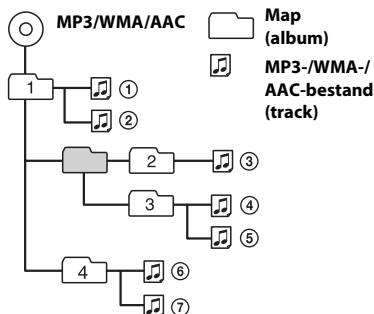 MP3/WMA/AAC
Map
(album)
MP3-/WMA-/
AAC-bestand
(track)
1
①
②
2
③
3
④
⑤
4
⑥
⑦